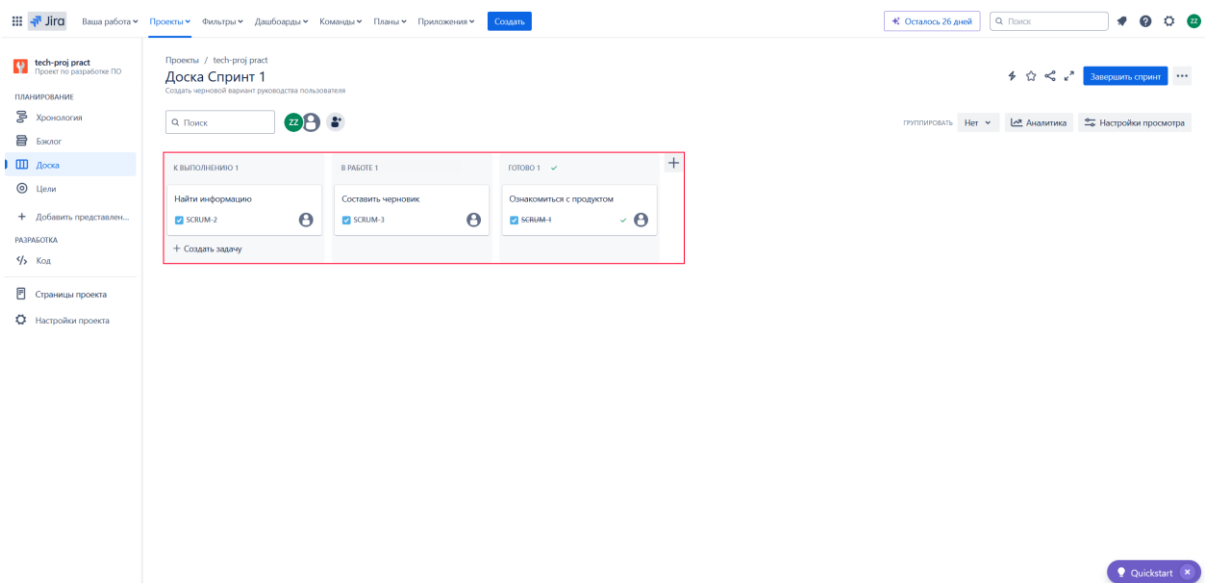 Jira Ваша работа Проекты Фильтры Дашборды Команды Планы Приложения Создать Осталось 26 дней Поиск ZZ
tech-proj pract
Проект по разработке ПО
ПЛАНИРОВАНИЕ
Хронология
Бэклог
Доска
Цели
Добавить представлен...
РАЗРАБОТКА
Код
Страницы проекта
Настройки проекта
Проекты / tech-proj pract
Доска Спринт 1
Завершить спринт
Создать черновой вариант руководства пользователя
Поиск ZZ ГРУППИРОВАТЬ Нет Аналитика Настройки просмотра
К ВЫПОЛНЕНИЮ 1
Найти информацию
SCRUM-2
+ Создать задачу
В РАБОТЕ 1
Составить черновик
SCRUM-3
ГОТОВО 1
Ознакомиться с продуктом
SCRUM-1
Quickstart